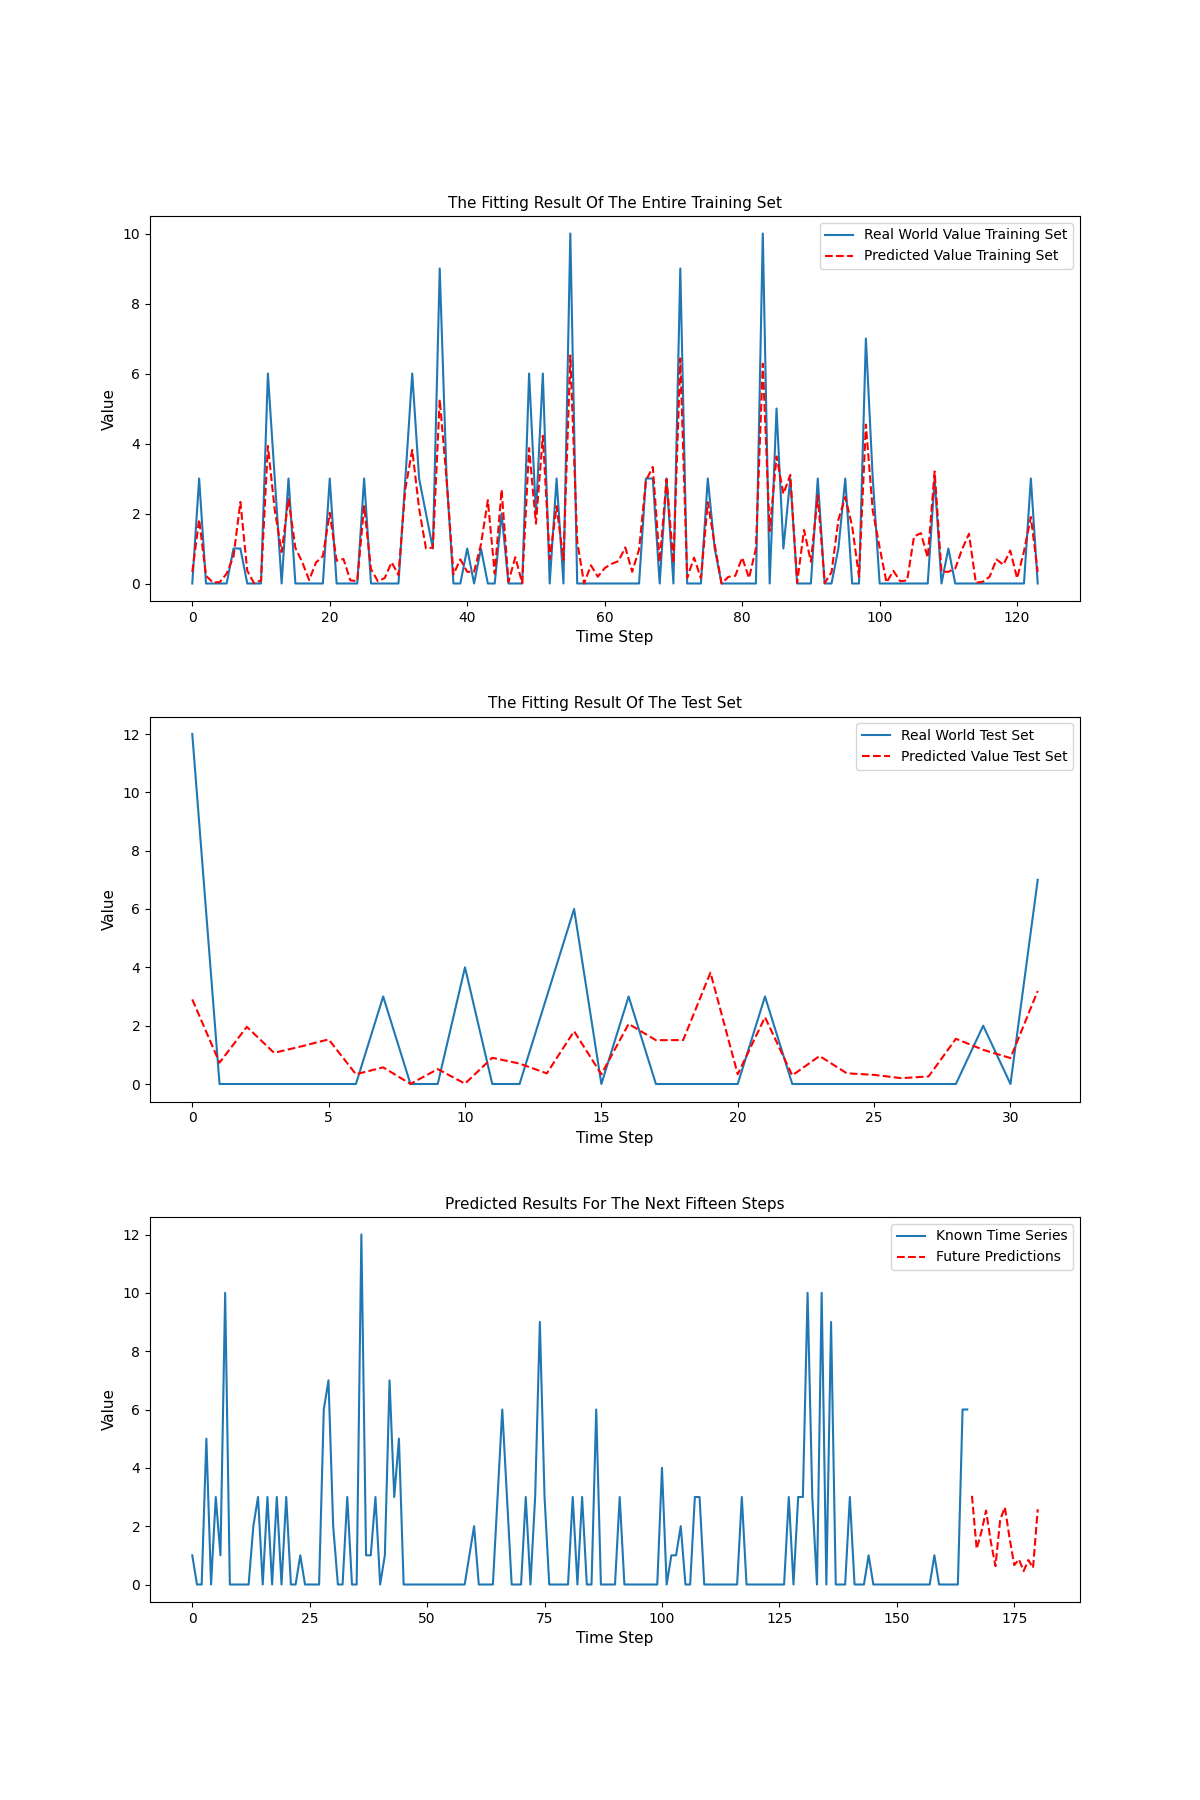 The Fitting Result Of The Entire Training Set
10
8
6
4
2
0
Value
Real World Value Training Set
Predicted Value Training Set
0 20 40 60 80 100 120
Time Step
The Fitting Result Of The Test Set
12
10
8
6
4
2
0
Value
Real World Test Set
Predicted Value Test Set
0 5 10 15 20 25 30
Time Step
Predicted Results For The Next Fifteen Steps
12
10
8
6
4
2
0
Value
Known Time Series
Future Predictions
0 25 50 75 100 125 150 175
Time Step